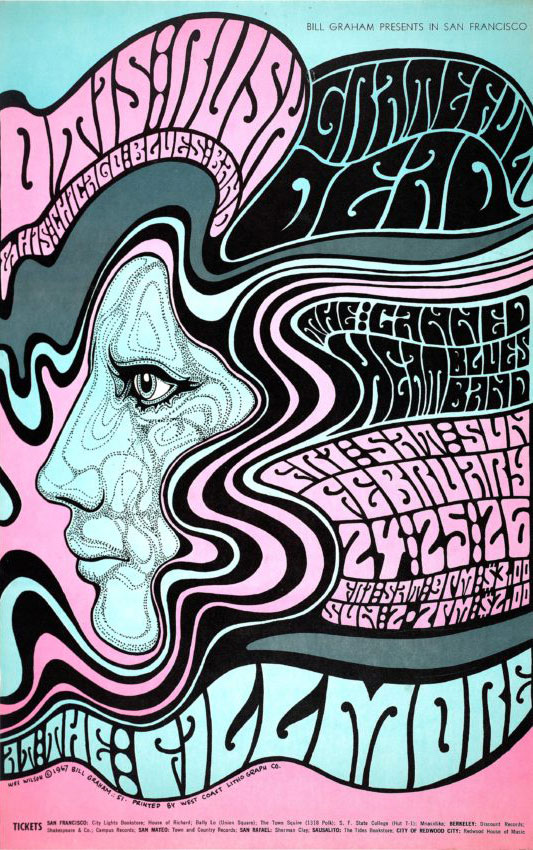 BILL GRAHAM PRESENTS IN SAN FRANCISCO
OTIS:RUSH
& HIS:CHICAGO:BLUES:BAND
GRATEFUL
DEAD
THE:CANNED
HEAT BLUES
BAND
FRI:SAT:SUN
FEBRUARY
24:25:26
FRI:SAT:9PM:$3.00
SUN:2-7PM:$2.00
AT:THE:FILLMORE
WES WILSON © 1967 BILL GRAHAM: 51. PRINTED BY WEST COAST LITHO GRAPH CO.
TICKETS SAN FRANCISCO: City Lights Bookstore; House of Richard; Bally Lo (Union Square); The Town Squire (1318 Polk); S. F. State College (Hut T-1); Mnasidika; BERKELEY: Discount Records;
Shakespeare & Co.; Campus Records; SAN MATEO: Town and Country Records; SAN RAFAEL: Sherman Clay; SAUSALITO: The Tides Bookstore; CITY OF REDWOOD CITY: Redwood House of Music